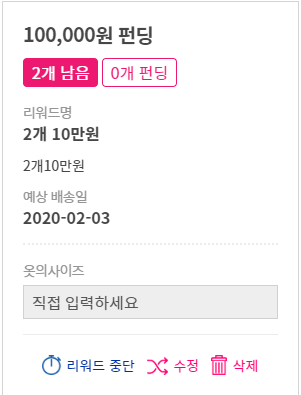 100,000원 펀딩
2개 남음 0개 펀딩
리워드명
2개 10만원
2개10만원
예상 배송일
2020-02-03
옷의사이즈
직접 입력하세요
리워드 중단 수정 삭제